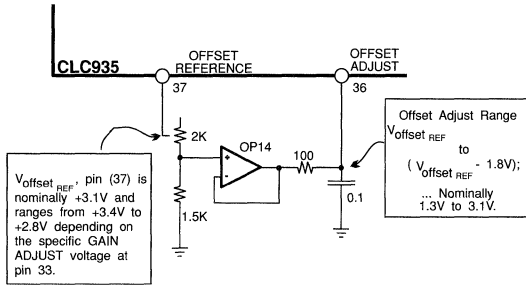 CLC935
OFFSET
REFERENCE
OFFSET
ADJUST
37
36
2K
OP14
+
-
100
1.5K
0.1
Offset Adjust Range
Voffset REF
to
( Voffset REF - 1.8V);
... Nominally
1.3V to 3.1V.
Voffset REF, pin (37) is
nominally +3.1V and
ranges from +3.4V to
+2.8V depending on
the specific GAIN
ADJUST voltage at
pin 33.